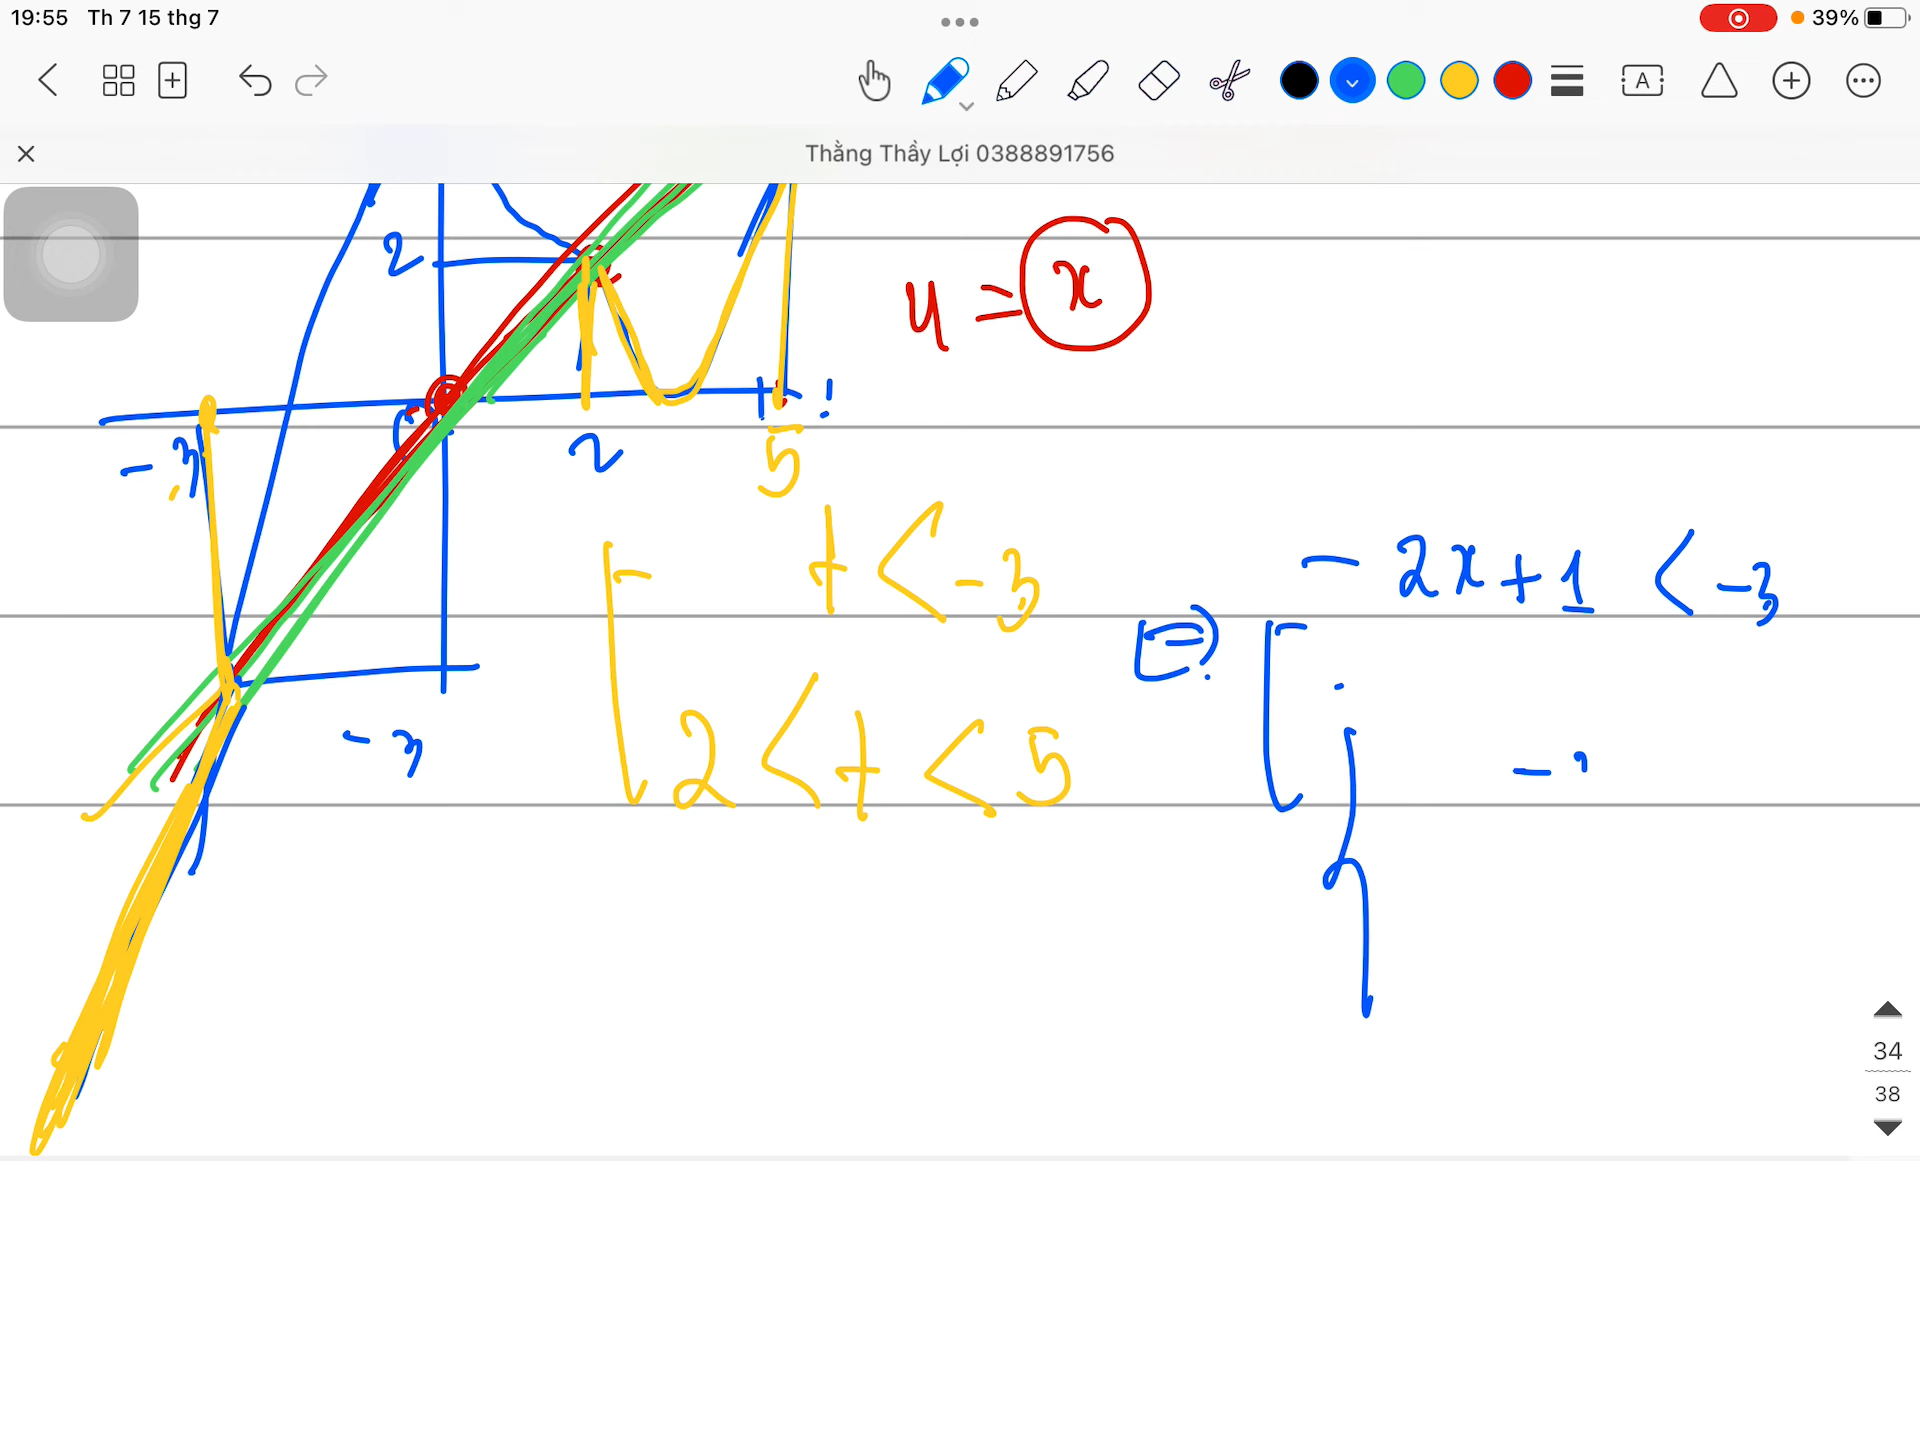 19:55 Th 7 15 thg 7
39%
A
Thằng Thầy Lợi 0388891756
2
y = x
-3
2
5
t < -3
-2x+1 < -3
2 < t < 5
-3
34
38